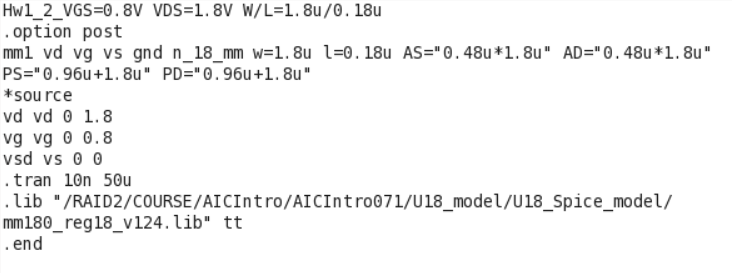 Hw1_2_VGS=0.8V VDS=1.8V W/L=1.8u/0.18u
.option post
mm1 vd vg vs gnd n_18_mm w=1.8u l=0.18u AS="0.48u*1.8u" AD="0.48u*1.8u"
PS="0.96u+1.8u" PD="0.96u+1.8u"
*source
vd vd 0 1.8
vg vg 0 0.8
vsd vs 0 0
.tran 10n 50u
.lib "/RAID2/COURSE/AICIntro/AICIntro071/U18_model/U18_Spice_model/
mm180_reg18_v124.lib" tt
.end